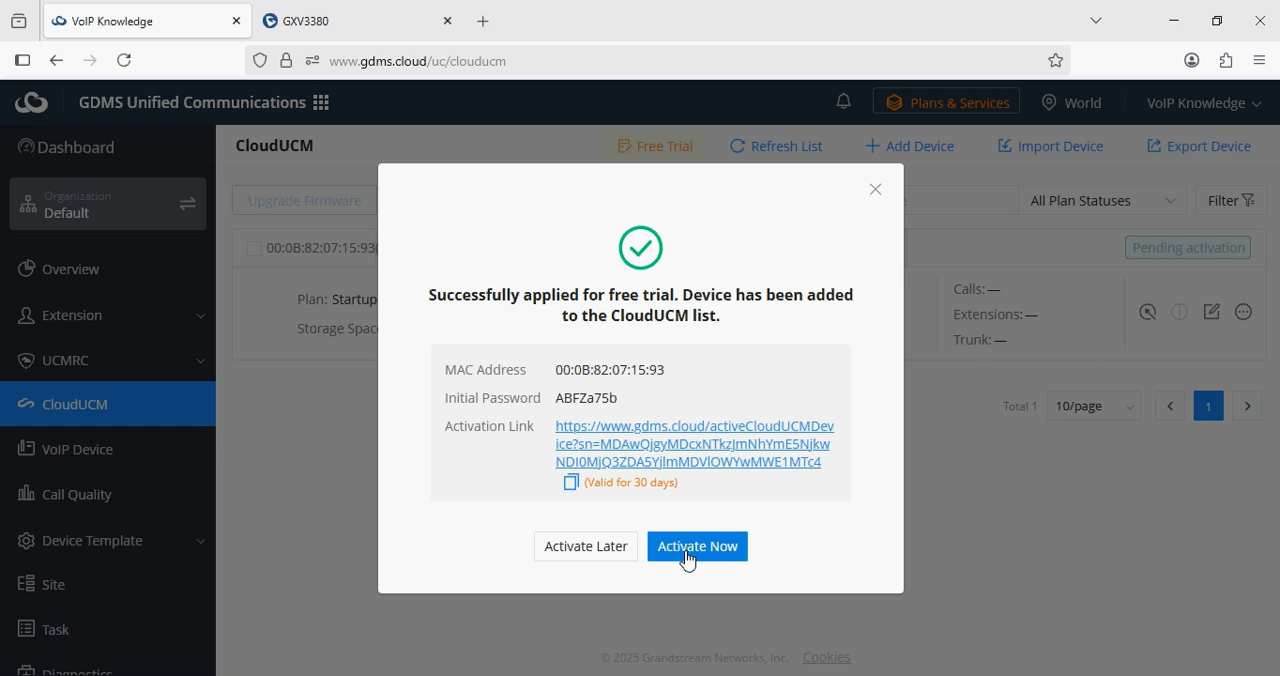 VoIP Knowledge
GXV3380
www.gdms.cloud/uc/clouducm
GDMS Unified Communications
Plans & Services
World
VoIP Knowledge
Dashboard
CloudUCM
Free Trial
Refresh List
Add Device
Import Device
Export Device
Organization
Default
Upgrade Firmware
All Plan Statuses
Filter
00:0B:82:07:15:93(
Pending activation
Overview
Plan: Startup
Storage Spac
Calls: —
Extensions: —
Trunk: —
Extension
UCMRC
CloudUCM
VoIP Device
Call Quality
Device Template
Site
Task
Diagnostics
Total 1
10/page
1
Successfully applied for free trial. Device has been added
to the CloudUCM list.
MAC Address 00:0B:82:07:15:93
Initial Password ABFZa75b
Activation Link https://www.gdms.cloud/activeCloudUCMDev
ice?sn=MDAwQjgyMDcxNTkzJmNhYmE5Njkw
NDI0MjQ3ZDA5YjlmMDVlOWYwMWE1MTc4
(Valid for 30 days)
Activate Later
Activate Now
© 2025 Grandstream Networks, Inc. Cookies